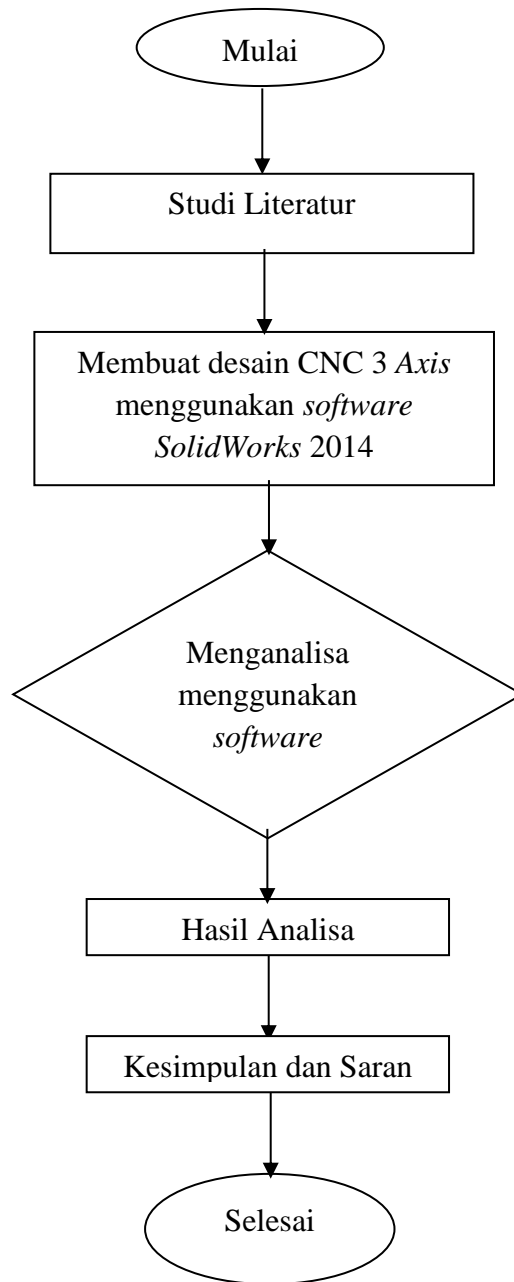 Mulai
Studi Literatur
Membuat desain CNC 3 Axis
menggunakan software
SolidWorks 2014
Menganalisa
menggunakan
software
Hasil Analisa
Kesimpulan dan Saran
Selesai